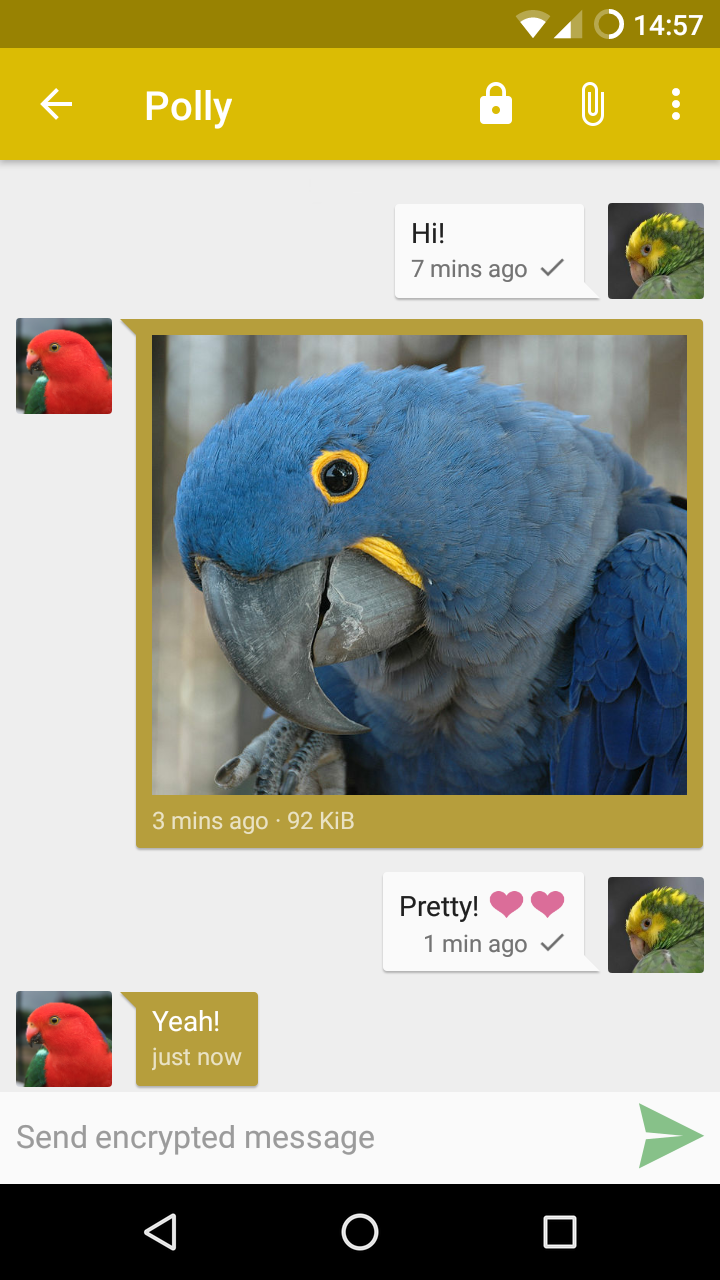 14:57
Polly
Hi!
7 mins ago
3 mins ago · 92 KiB
Pretty! 
1 min ago
Yeah!
just now
Send encrypted message